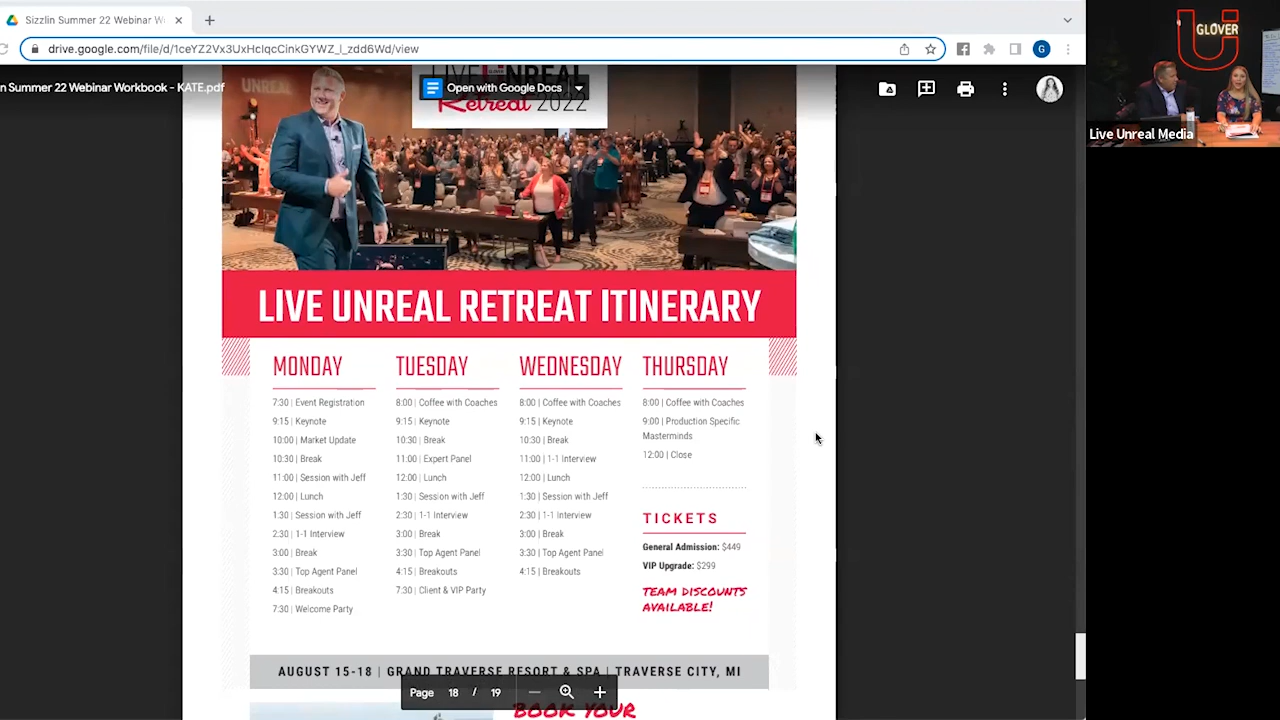 Sizzlin Summer 22 Webinar W
drive.google.com/file/d/1ceYZ2Vx3UxHcIqcCinkGYWZ_l_zdd6Wd/view
G
n Summer 22 Webinar Workbook - KATE.pdf
Open with Google Docs
LIVE UNREAL
Retreat 2022
UNREAL
GLOVER
U
Live Unreal Media
LIVE UNREAL RETREAT ITINERARY
MONDAY
7:30 | Event Registration
9:15 | Keynote
10:00 | Market Update
10:30 | Break
11:00 | Session with Jeff
12:00 | Lunch
1:30 | Session with Jeff
2:30 | 1-1 Interview
3:00 | Break
3:30 | Top Agent Panel
4:15 | Breakouts
7:30 | Welcome Party
TUESDAY
8:00 | Coffee with Coaches
9:15 | Keynote
10:30 | Break
11:00 | Expert Panel
12:00 | Lunch
1:30 | Session with Jeff
2:30 | 1-1 Interview
3:00 | Break
3:30 | Top Agent Panel
4:15 | Breakouts
7:30 | Client & VIP Party
WEDNESDAY
8:00 | Coffee with Coaches
9:15 | Keynote
10:30 | Break
11:00 | 1-1 Interview
12:00 | Lunch
1:30 | Session with Jeff
2:30 | 1-1 Interview
3:00 | Break
3:30 | Top Agent Panel
4:15 | Breakouts
THURSDAY
8:00 | Coffee with Coaches
9:00 | Production Specific
Masterminds
12:00 | Close
TICKETS
General Admission: $449
VIP Upgrade: $299
TEAM DISCOUNTS
AVAILABLE!
AUGUST 15-18 | GRAND TRAVERSE RESORT & SPA | TRAVERSE CITY, MI
Page 18 / 19
BOOK YOUR